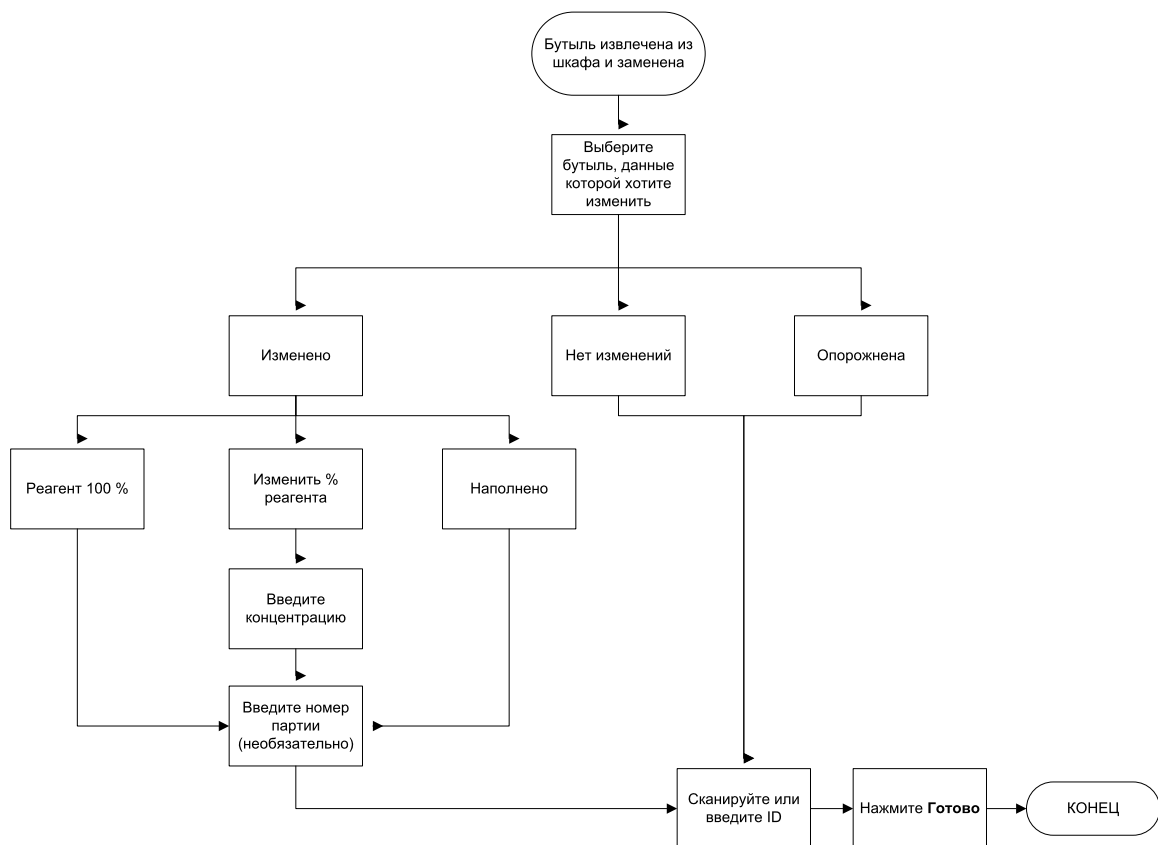 Бутыль извлечена из
шкафа и заменена
Выберите
бутыль, данные
которой хотите
изменить
Изменено
Нет изменений
Опорожнена
Реагент 100 %
Изменить %
реагента
Наполнено
Введите
концентрацию
Введите номер
партии
(необязательно)
Сканируйте или
введите ID
Нажмите Готово
КОНЕЦ